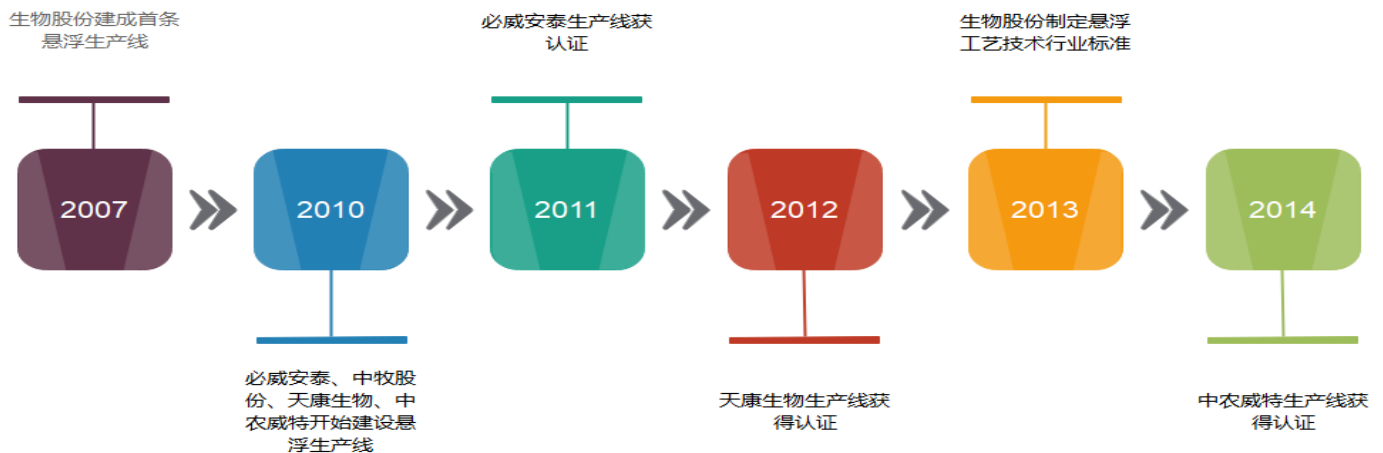 生物股份建成首条
悬浮生产线
必威安泰生产线获
认证
生物股份制定悬浮
工艺技术行业标准
2007
2010
2011
2012
2013
2014
必威安泰、中牧股
份、天康生物、中
农威特开始建设悬
浮生产线
天康生物生产线获
得认证
中农威特生产线获
得认证